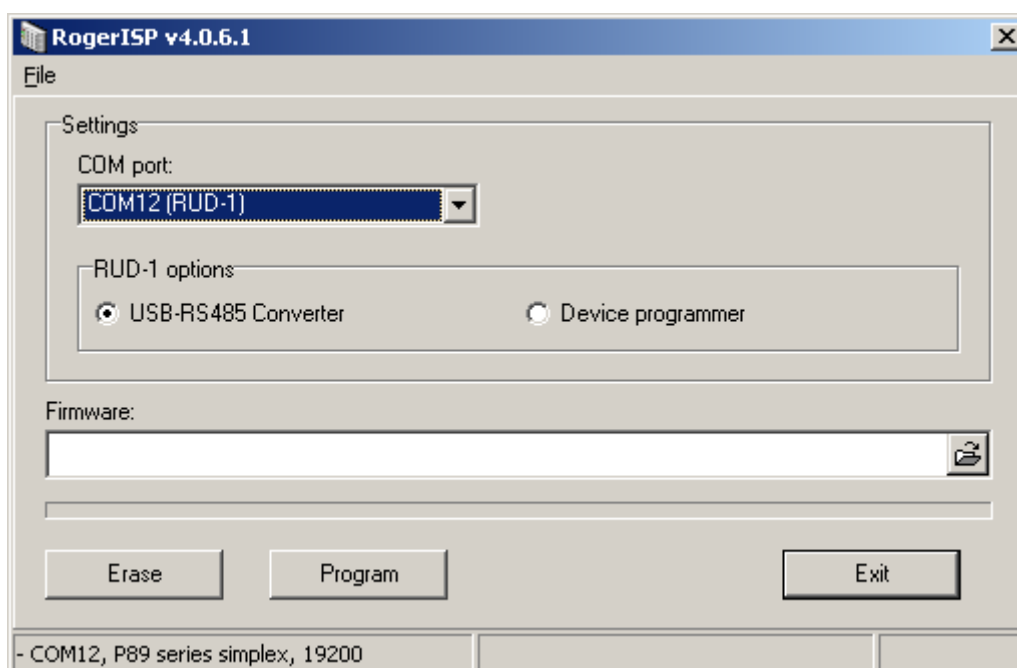 RogerISP v4.0.6.1
File
Settings
COM port:
COM12 (RUD-1)
RUD-1 options
USB-RS485 Converter Device programmer
Firmware:
Erase Program Exit
- COM12, P89 series simplex, 19200